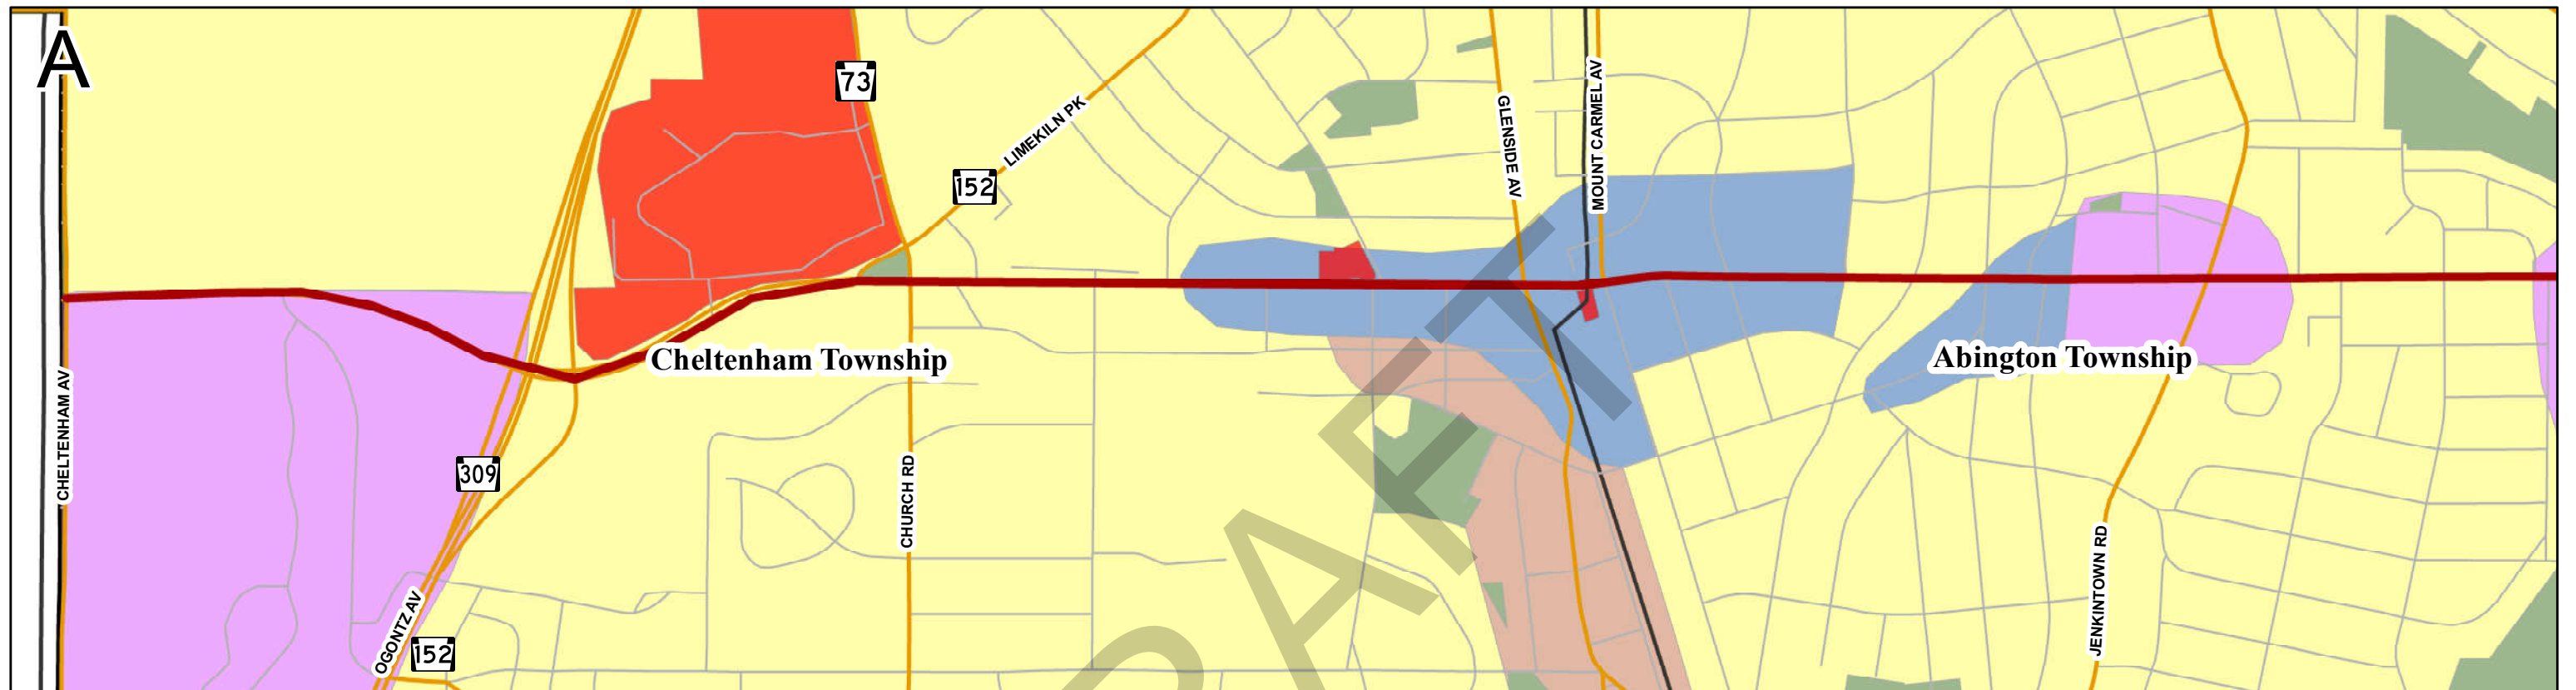 A
73
LIMEKILN PK
152
GLENSIDE AV
MOUNT CARMEL AV
Cheltenham Township
Abington Township
CHELTENHAM AV
309
CHURCH RD
JENKINTOWN RD
OGONTZ AV
152
DRAFT